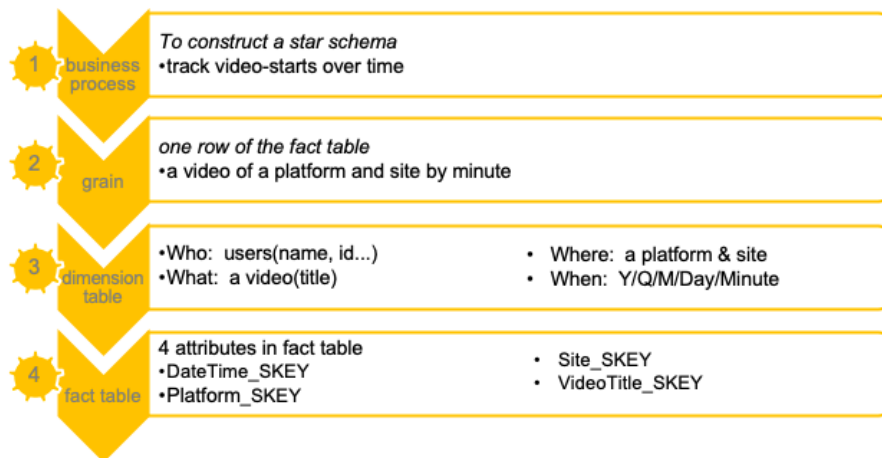 1
business
process
To construct a star schema
•track video-starts over time
2
grain
one row of the fact table
•a video of a platform and site by minute
3
dimension
table
•Who: users(name, id...)
•What: a video(title)
• Where: a platform & site
• When: Y/Q/M/Day/Minute
4
fact table
4 attributes in fact table
•DateTime_SKEY
•Platform_SKEY
• Site_SKEY
• VideoTitle_SKEY